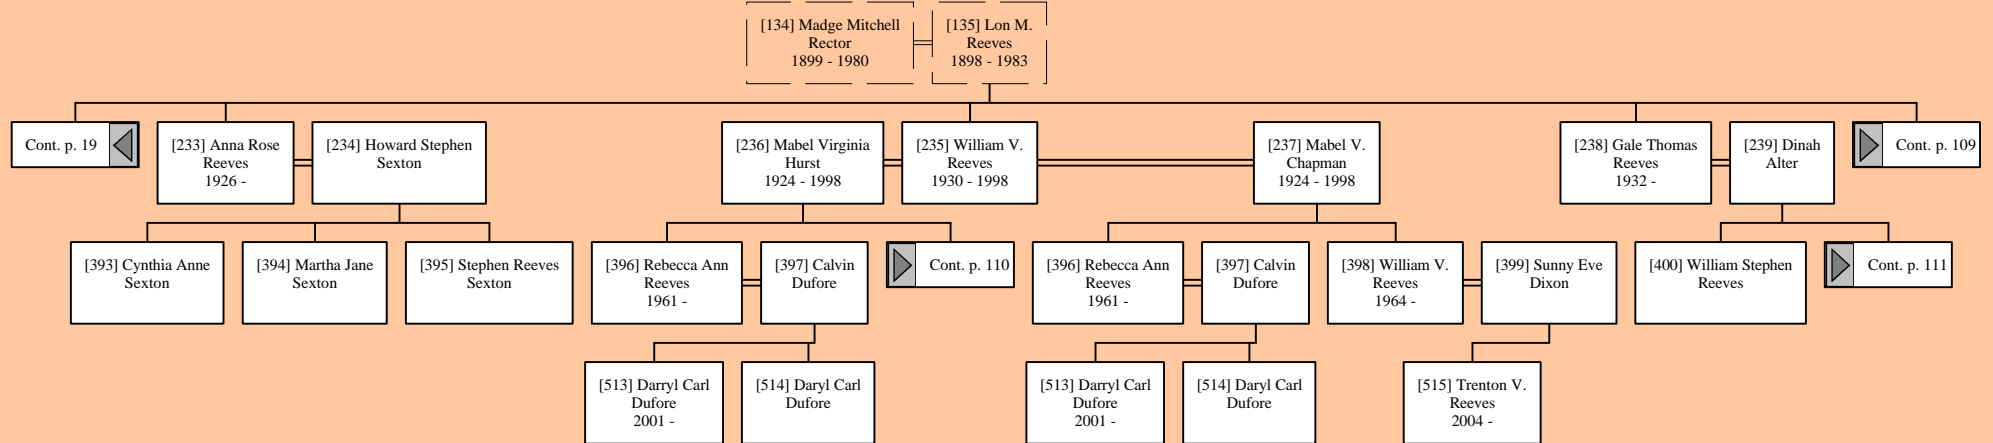 [134] Madge Mitchell
Rector
1899 - 1980
[135] Lon M.
Reeves
1898 - 1983
Cont. p. 19
[233] Anna Rose
Reeves
1926 -
[234] Howard Stephen
Sexton
[236] Mabel Virginia
Hurst
1924 - 1998
[235] William V.
Reeves
1930 - 1998
[237] Mabel V.
Chapman
1924 - 1998
[238] Gale Thomas
Reeves
1932 -
[239] Dinah
Alter
Cont. p. 109
[393] Cynthia Anne
Sexton
[394] Martha Jane
Sexton
[395] Stephen Reeves
Sexton
[396] Rebecca Ann
Reeves
1961 -
[397] Calvin
Dufore
Cont. p. 110
[396] Rebecca Ann
Reeves
1961 -
[397] Calvin
Dufore
[398] William V.
Reeves
1964 -
[399] Sunny Eve
Dixon
[400] William Stephen
Reeves
Cont. p. 111
[513] Darryl Carl
Dufore
2001 -
[514] Daryl Carl
Dufore
[513] Darryl Carl
Dufore
2001 -
[514] Daryl Carl
Dufore
[515] Trenton V.
Reeves
2004 -